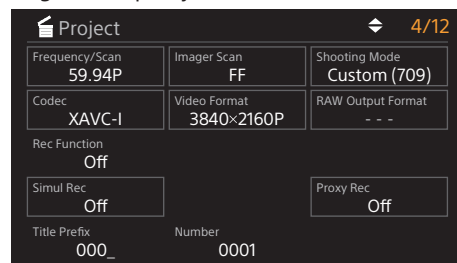 Project 4/12
Frequency/Scan Imager Scan Shooting Mode
59.94P FF Custom (709)
Codec Video Format RAW Output Format
XAVC-I 3840×2160P - - -
Rec Function
Off
Simul Rec Proxy Rec
Off Off
Title Prefix Number
000_ 0001